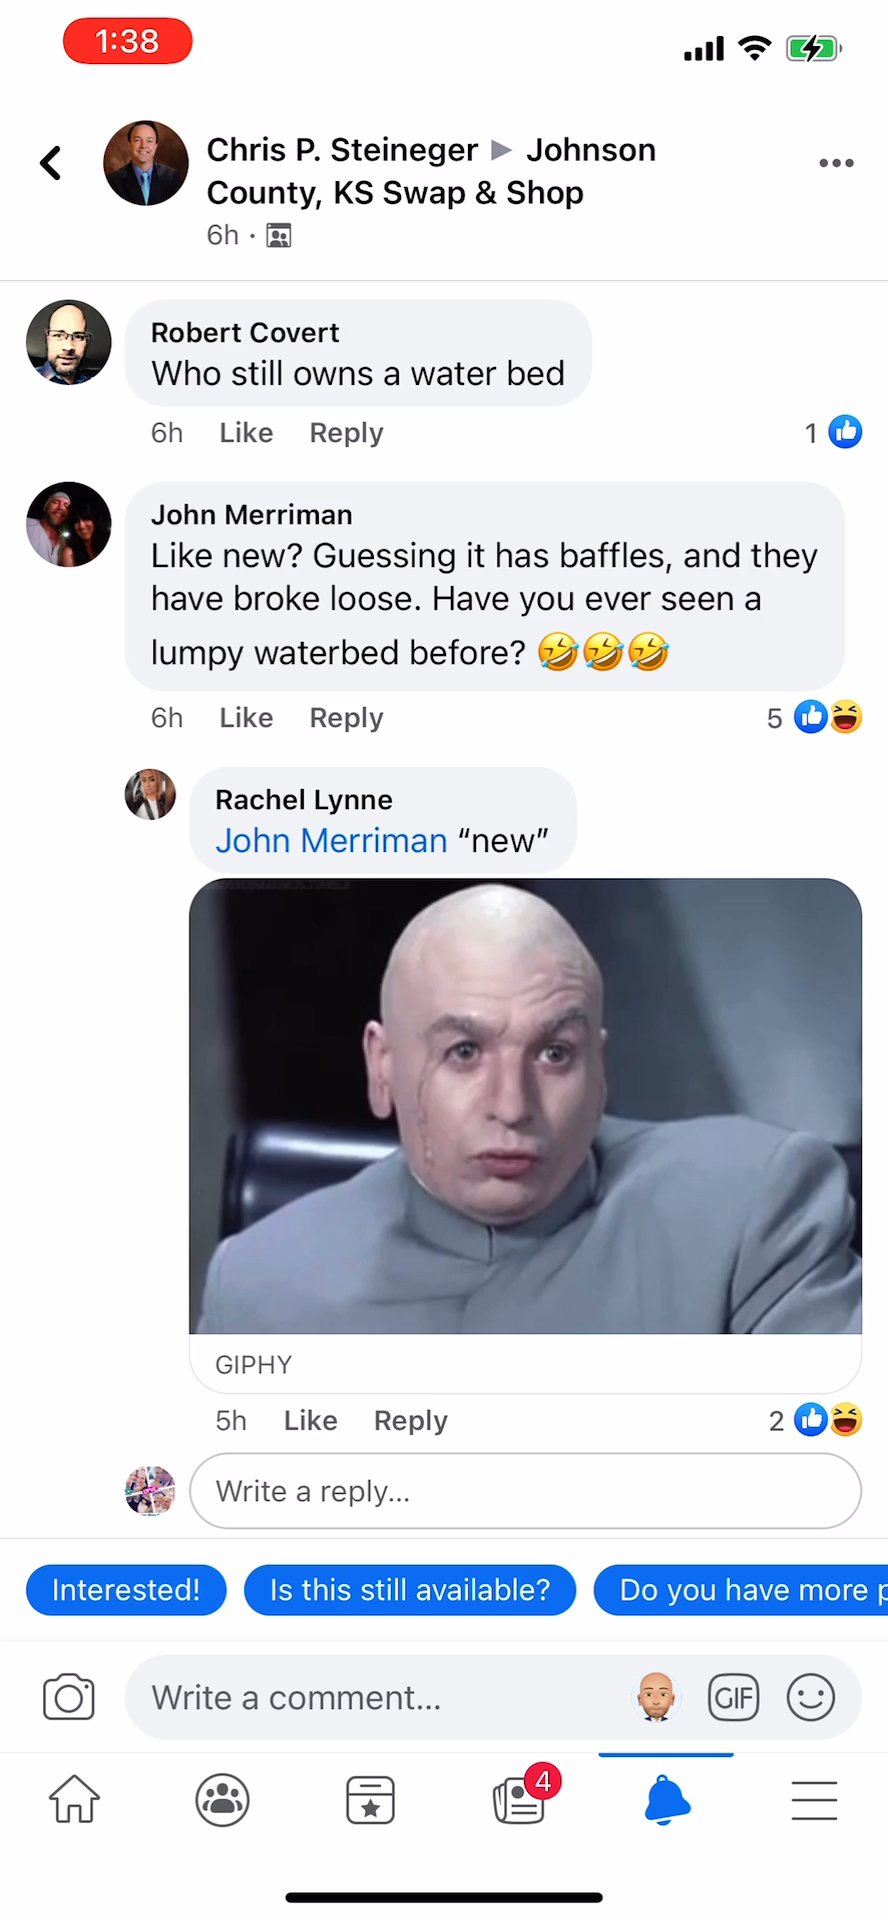 1:38
Chris P. Steineger ▶ Johnson
County, KS Swap & Shop
6h ·
Robert Covert
Who still owns a water bed
6h Like Reply 1
John Merriman
Like new? Guessing it has baffles, and they
have broke loose. Have you ever seen a
lumpy waterbed before? 🤣🤣🤣
6h Like Reply 5
Rachel Lynne
John Merriman “new”
GIPHY
5h Like Reply 2
Write a reply...
Interested! Is this still available? Do you have more p
Write a comment... GIF
4